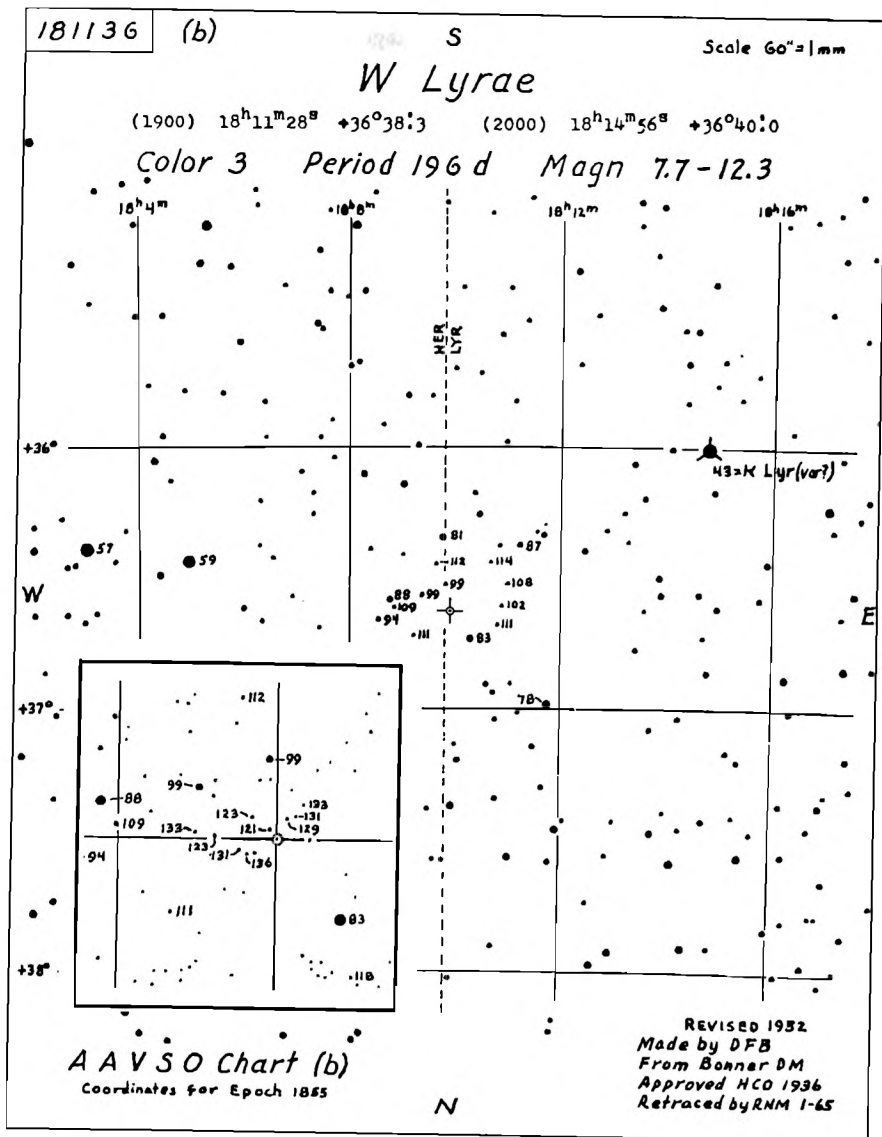 181136 (b) S Scale 60"=1mm
W Lyrae
(1900) 18h11m28s +36°38.'3 (2000) 18h14m56s +36°40.'0
Color 3 Period 196 d Magn 7.7-12.3
18h4m 18h8m 18h12m 18h16m
HER
LYR
+36°
43=K Lyr(var?)
57
59
81
87
112
114
W
88
99
99
108
109
102
94
111
111
83
E
78
+37°
112
99
99
88
123
123
131
109
133
121
129
94
123
131
136
111
83
118
+38°
REVISED 1952
Made by DFB
From Bonner DM
Approved HCO 1936
Retraced by RNM 1-65
AAVSO Chart (b)
Coordinates for Epoch 1855
N